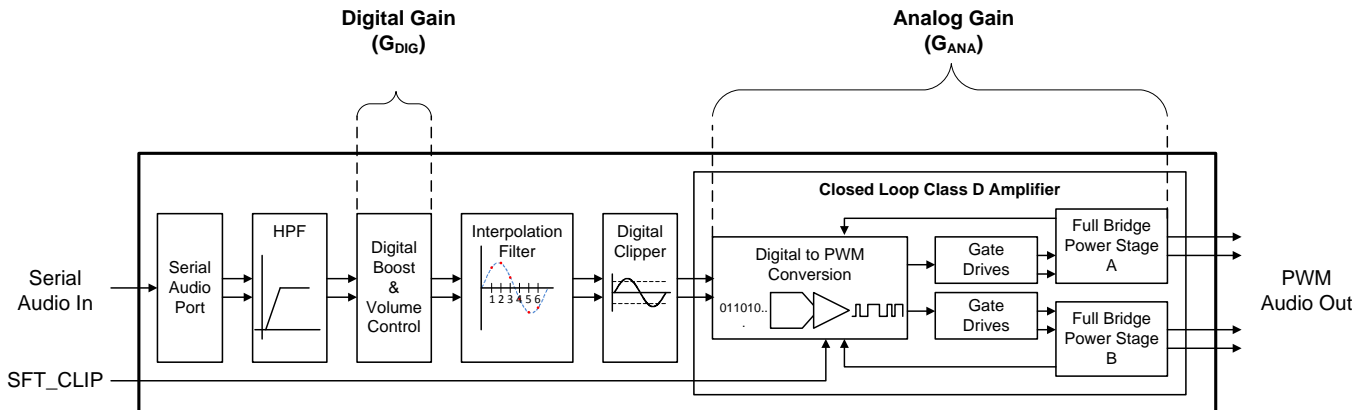 Digital Gain
(GDIG)
Analog Gain
(GANA)
Closed Loop Class D Amplifier
Serial
Audio In
Serial
Audio
Port
HPF
Digital
Boost
&
Volume
Control
Interpolation
Filter
1 2 3 4 5 6
Digital
Clipper
Digital to PWM
Conversion
011010..
.
Gate
Drives
Gate
Drives
Full Bridge
Power Stage
A
Full Bridge
Power Stage
B
PWM
Audio Out
SFT_CLIP